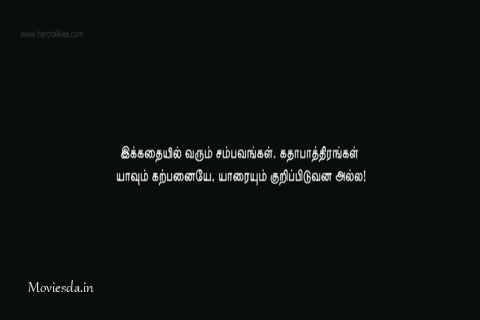 www.herotalkies.com
இக்கதையில் வரும் சம்பவங்கள், கதாபாத்திரங்கள்
யாவும் கற்பனையே, யாரையும் குறிப்பிடுவன அல்ல!
Moviesda.in